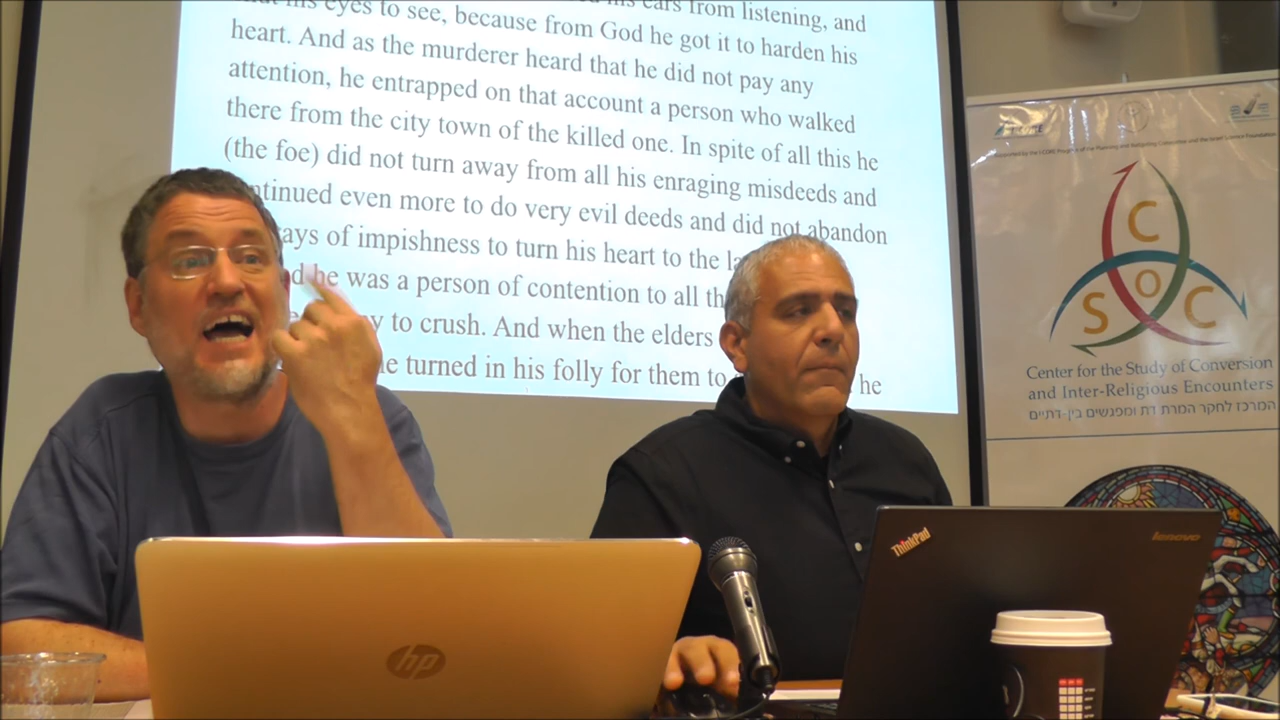 his eyes to see, because from God he got it to harden his
ears from listening, and
heart. And as the murderer heard that he did not pay any
attention, he entrapped on that account a person who walked
there from the city town of the killed one. In spite of all this he
(the foe) did not turn away from all his enraging misdeeds and
even more to do very evil deeds and did not abandon
of impishness to turn his heart to the
he was a person of contention to all
to crush. And when the elders
turned in his folly for them to he
C
S O C
Center for the Study of Conversion
and Inter-Religious Encounters
המרכז לחקר המרת דת ומפגשים בין-דתיים
hp
ThinkPad
lenovo